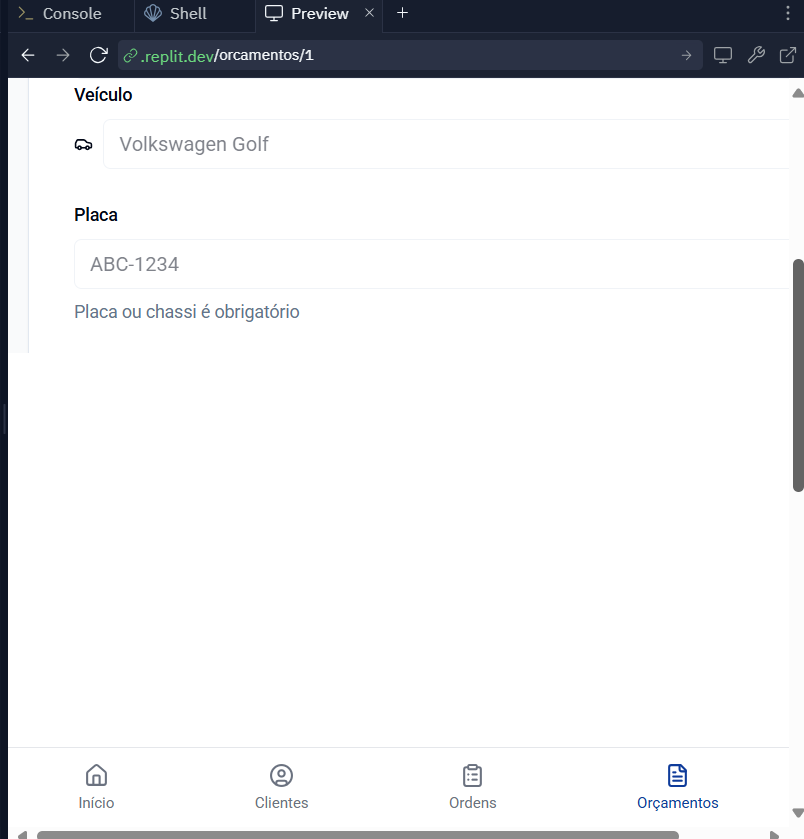 Console
Shell
Preview
.replit.dev/orcamentos/1
Veículo
Volkswagen Golf
Placa
ABC-1234
Placa ou chassi é obrigatório
Início
Clientes
Ordens
Orçamentos